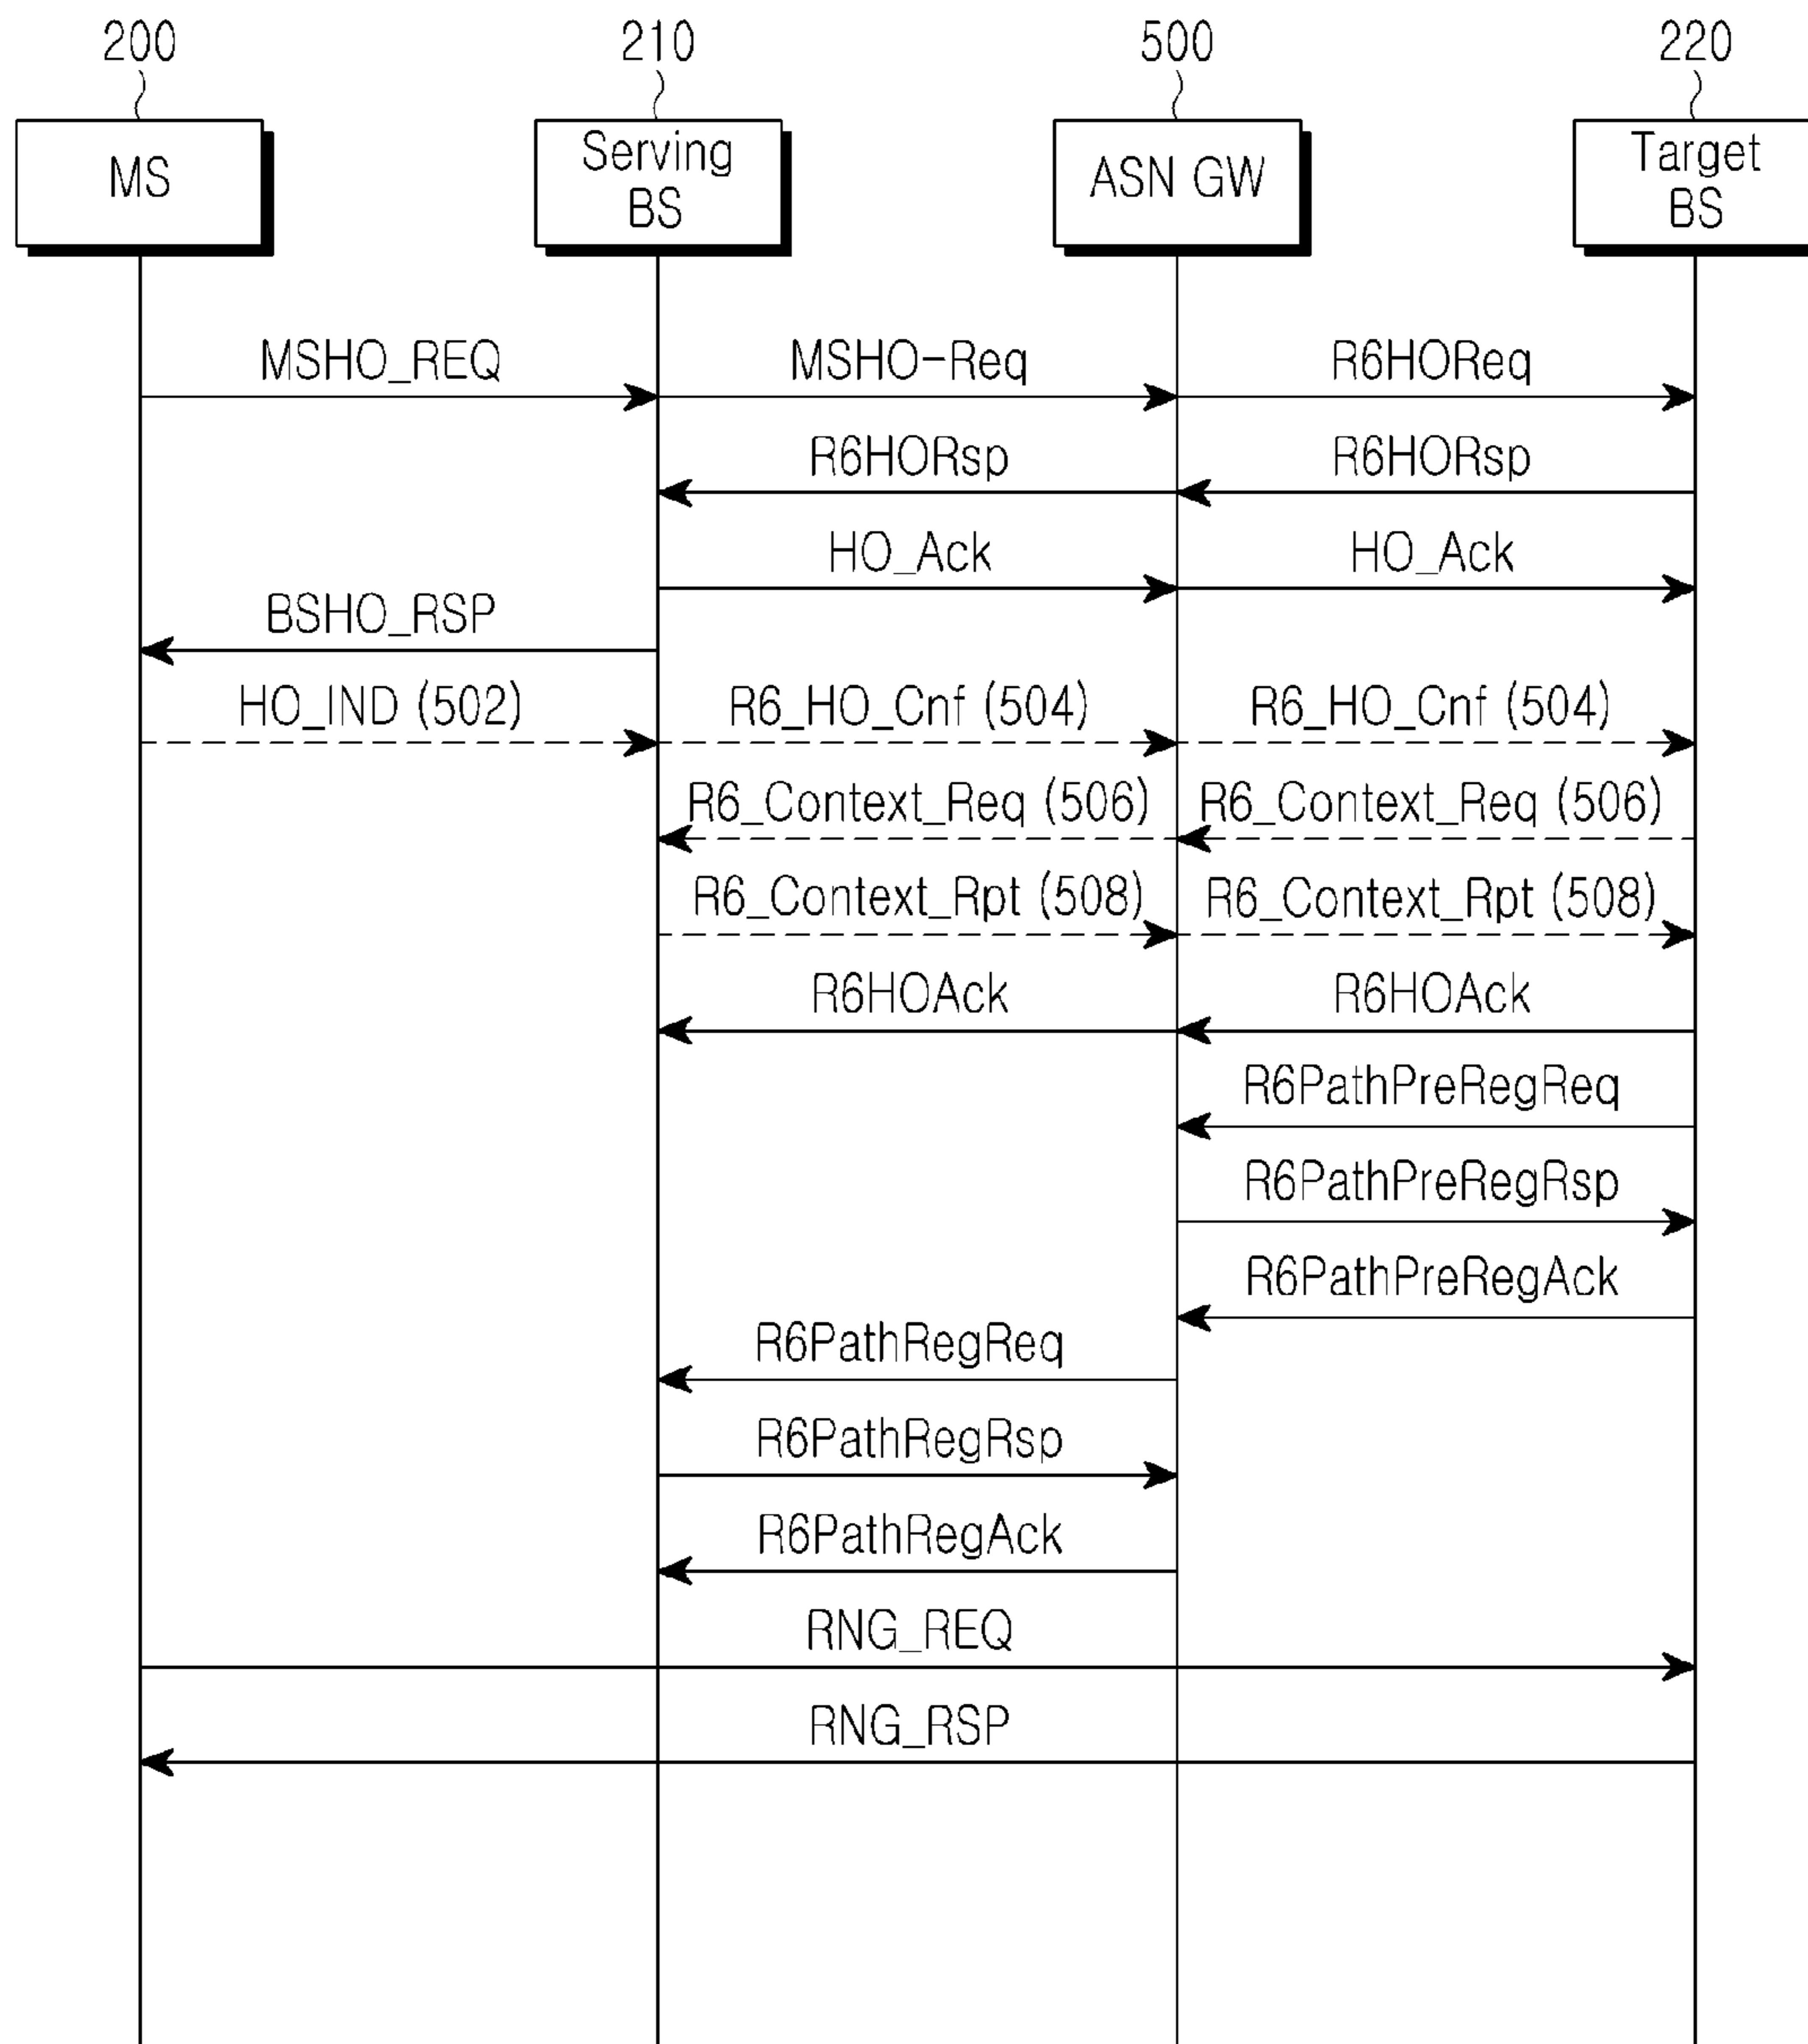 200
210
500
220
MS
Serving
BS
ASN GW
Target
BS
MSHO_REQ
MSHO-Req
R6HOReq
R6HORsp
R6HORsp
HO_Ack
HO_Ack
BSHO_RSP
HO_IND (502)
R6_HO_Cnf (504)
R6_HO_Cnf (504)
R6_Context_Req (506)
R6_Context_Req (506)
R6_Context_Rpt (508)
R6_Context_Rpt (508)
R6HOAck
R6HOAck
R6PathPreRegReq
R6PathPreRegRsp
R6PathPreRegAck
R6PathRegReq
R6PathRegRsp
R6PathRegAck
RNG_REQ
RNG_RSP